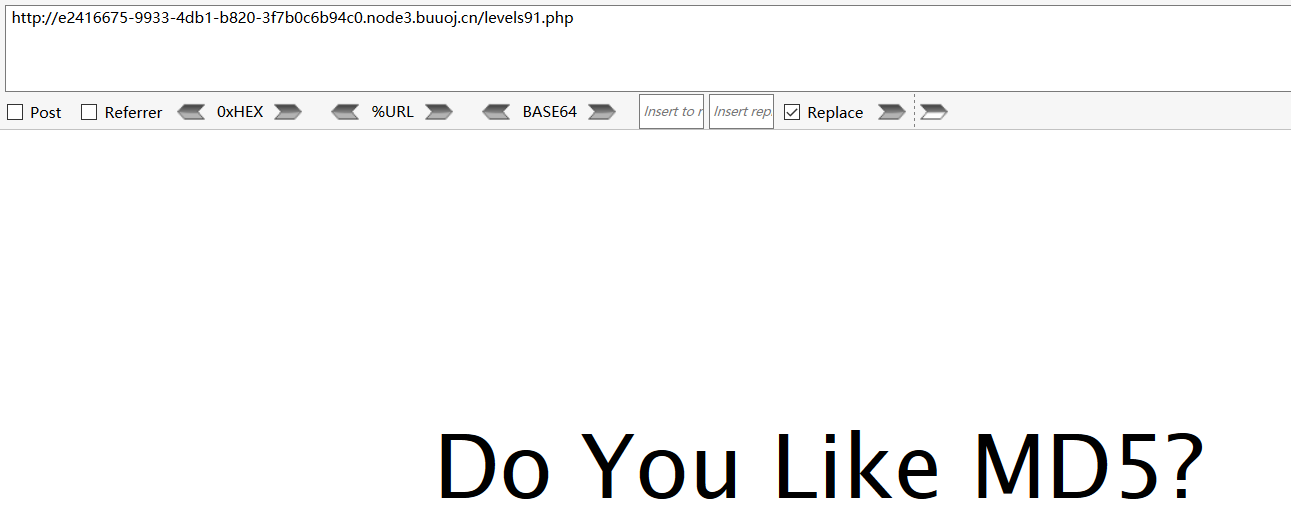 http://e2416675-9933-4db1-b820-3f7b0c6b94c0.node3.buuoj.cn/levels91.php
Post Referrer 0xHEX %URL BASE64 Insert to r Insert rep Replace
Do You Like MD5?